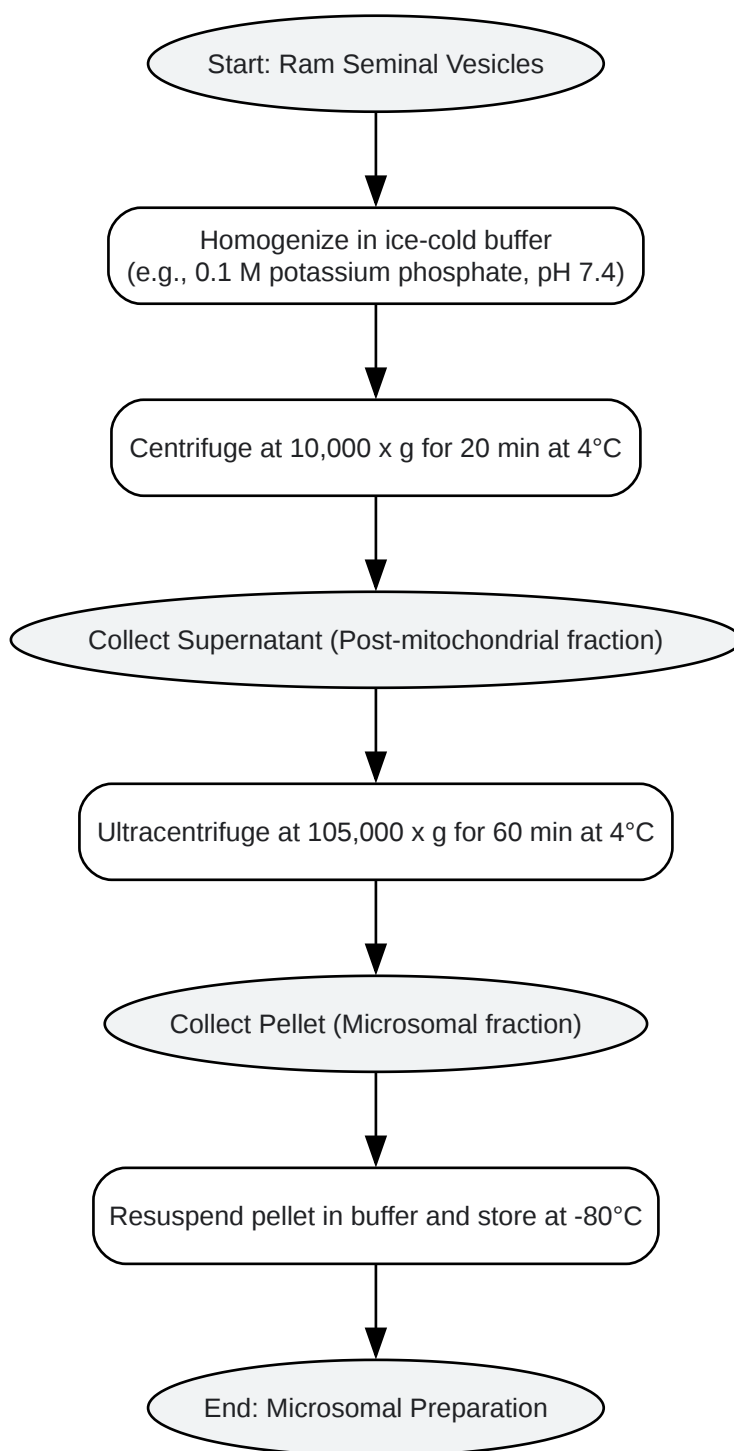 Start: Ram Seminal Vesicles
Homogenize in ice-cold buffer
(e.g., 0.1 M potassium phosphate, pH 7.4)
Centrifuge at 10,000 x g for 20 min at 4°C
Collect Supernatant (Post-mitochondrial fraction)
Ultracentrifuge at 105,000 x g for 60 min at 4°C
Collect Pellet (Microsomal fraction)
Resuspend pellet in buffer and store at -80°C
End: Microsomal Preparation